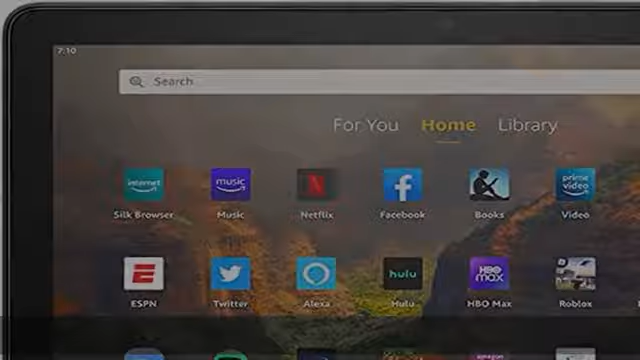 7:10
Search
For You Home Library
internet music N f prime video
Silk Browser Music Netflix Facebook Books Video
E hulu HBO max
ESPN Twitter Alexa Hulu HBO Max Roblox
amazon